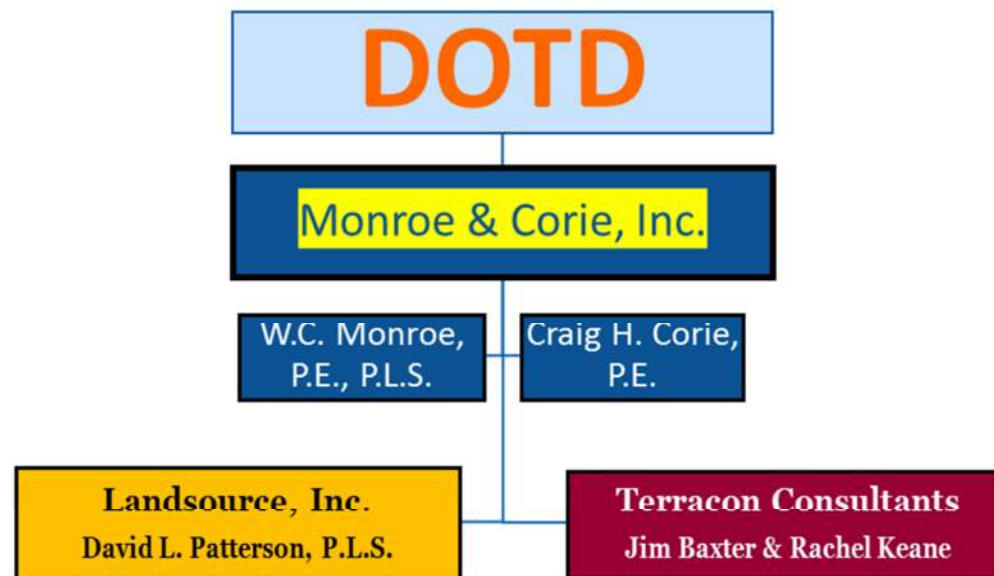 DOTD
Monroe & Corie, Inc.
W.C. Monroe,
P.E., P.L.S.
Craig H. Corie,
P.E.
Landsource, Inc.
David L. Patterson, P.L.S.
Terracon Consultants
Jim Baxter & Rachel Keane